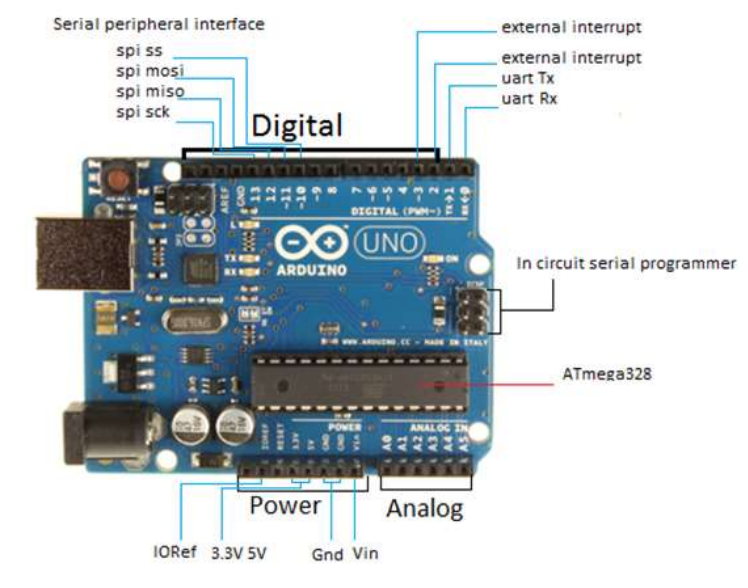 Serial peripheral interface
spi ss
spi mosi
spi miso
spi sck
external interrupt
external interrupt
uart Tx
uart Rx
Digital
AREF
GND
13
12
~11
~10
~9
8
7
~6
~5
4
~3
2
TX→1
RX←0
DIGITAL (PWM~)
L
TX
RX
UNO
ARDUINO
ON
ICSP
In circuit serial programmer
WWW.ARDUINO.CC - MADE IN ITALY
ATmega328
POWER
ANALOG IN
IOREF
RESET
3.3V
5V
GND
GND
Vin
A0
A1
A2
A3
A4
A5
Power
Analog
IORef
3.3V 5V
Gnd
Vin